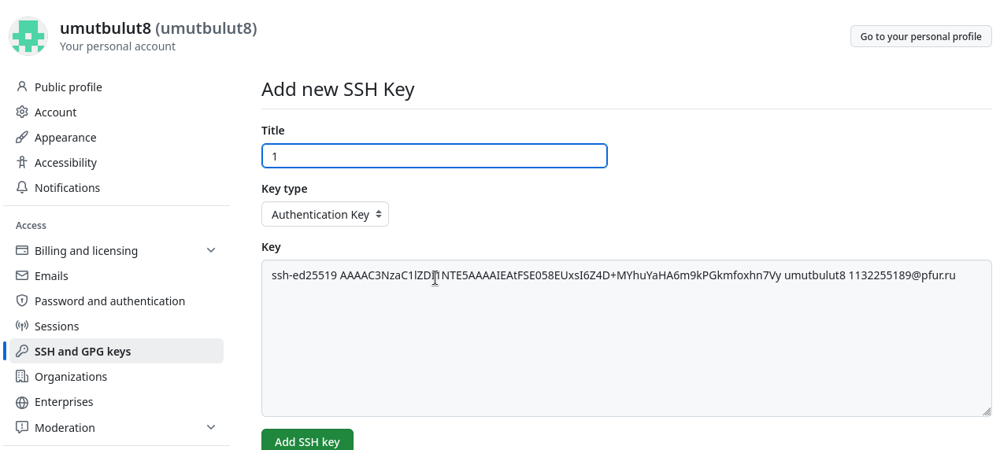 umutbulut8 (umutbulut8)
Your personal account
Go to your personal profile
Public profile
Account
Appearance
Accessibility
Notifications
Access
Billing and licensing
Emails
Password and authentication
Sessions
SSH and GPG keys
Organizations
Enterprises
Moderation
Add new SSH Key
Title
1
Key type
Authentication Key
Key
ssh-ed25519 AAAAC3NzaC1lZDI1NTE5AAAAIEAtFSE058EUxsI6Z4D+MYhuYaHA6m9kPGkmfoxhn7Vy umutbulut8 1132255189@pfur.ru
Add SSH key